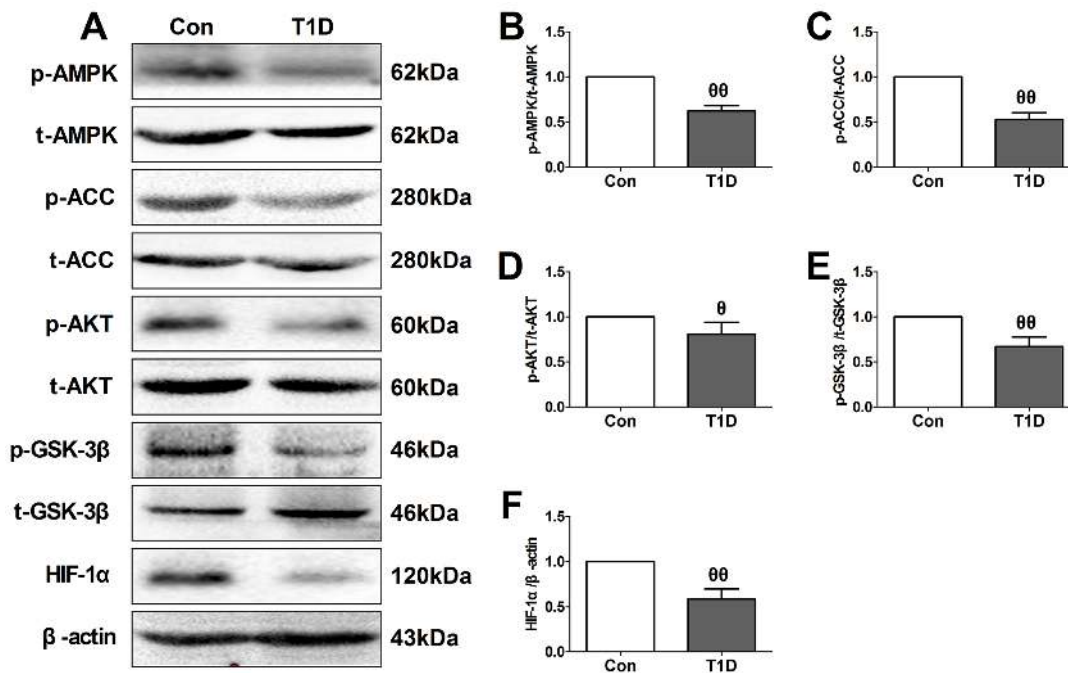 A
Con T1D
p-AMPK 62kDa
t-AMPK 62kDa
p-ACC 280kDa
t-ACC 280kDa
p-AKT 60kDa
t-AKT 60kDa
p-GSK-3β 46kDa
t-GSK-3β 46kDa
HIF-1α 120kDa
β -actin 43kDa
B
p-AMPK/t-AMPK
1.5
1.0
0.5
0.0
θθ
Con T1D
C
p-ACC/t-ACC
1.5
1.0
0.5
0.0
θθ
Con T1D
D
p-AKT/t-AKT
1.5
1.0
0.5
0.0
θ
Con T1D
E
p-GSK-3β /t-GSK-3β
1.5
1.0
0.5
0.0
θθ
Con T1D
F
HIF-1α /β -actin
1.5
1.0
0.5
0.0
θθ
Con T1D